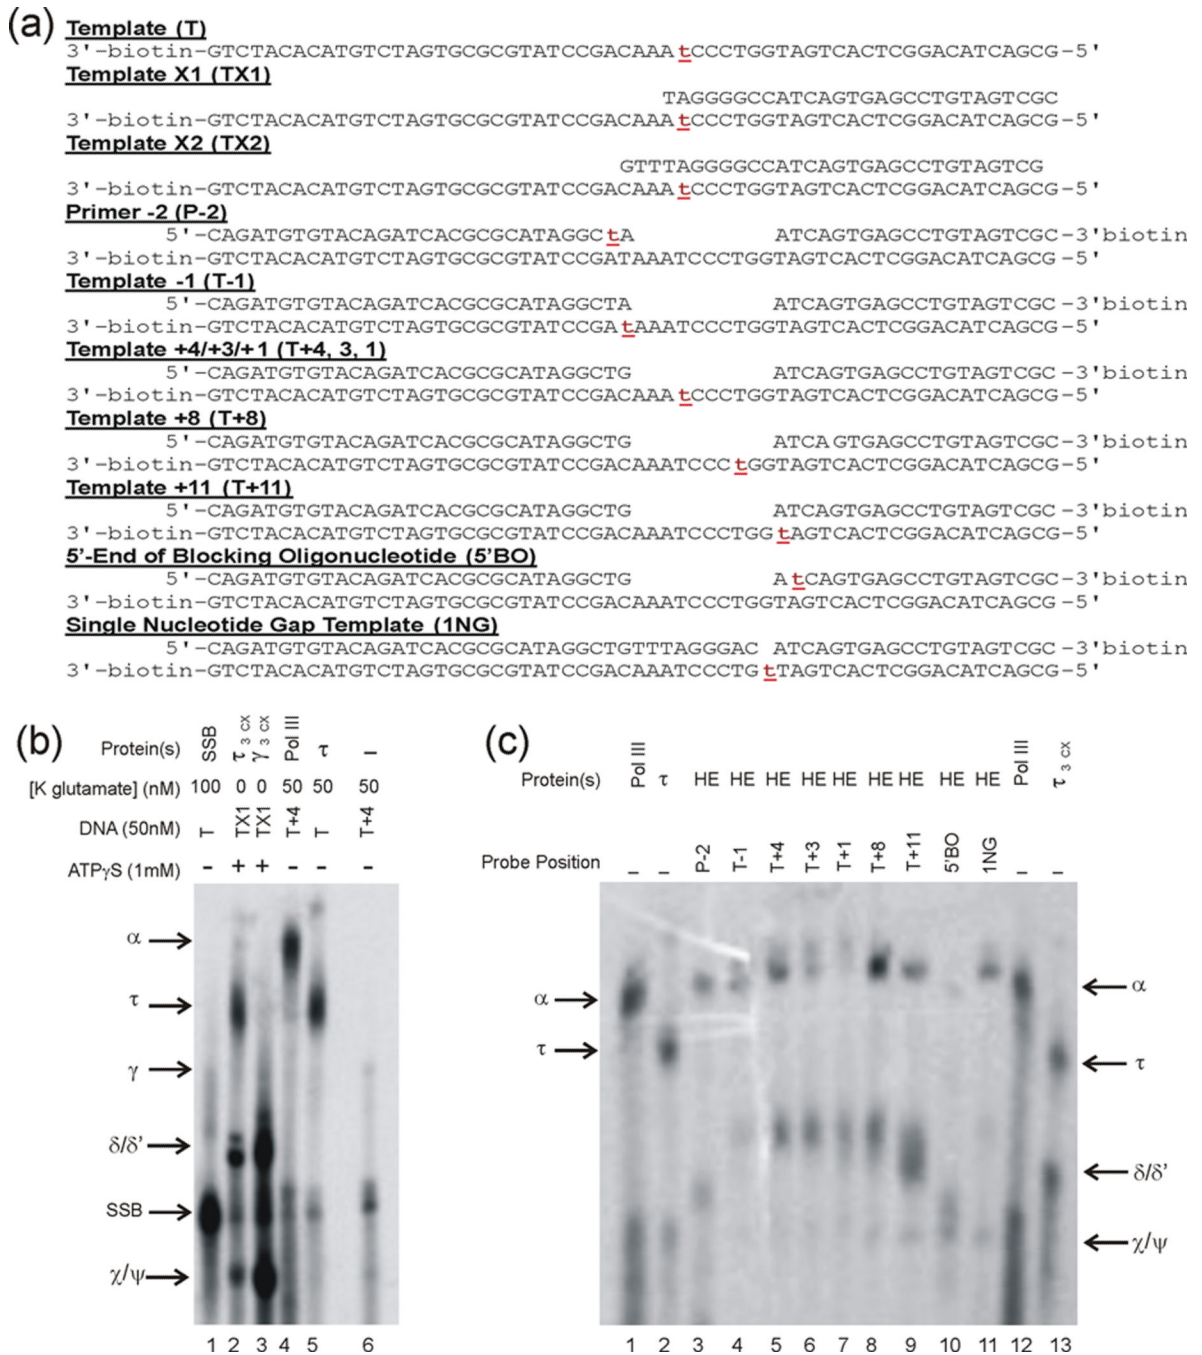 (a)
Template (T)
3'-biotin-GTCTACACATGTCTAGTGCGCGTATCCGACAAAtCCCTGGTAGTCACTCGGACATCAGCG-5'
Template X1 (TX1)
TAGGGGCCATCAGTGAGCCTGTAGTCGC
3'-biotin-GTCTACACATGTCTAGTGCGCGTATCCGACAAAtCCCTGGTAGTCACTCGGACATCAGCG-5'
Template X2 (TX2)
GTTTAGGGGCCATCAGTGAGCCTGTAGTCG
3'-biotin-GTCTACACATGTCTAGTGCGCGTATCCGACAAAtCCCTGGTAGTCACTCGGACATCAGCG-5'
Primer -2 (P-2)
5'-CAGATGTGTACAGATCACGCGCATAGGCtA ATCAGTGAGCCTGTAGTCGC-3'biotin
3'-biotin-GTCTACACATGTCTAGTGCGCGTATCCGATAAATCCCTGGTAGTCACTCGGACATCAGCG-5'
Template -1 (T-1)
5'-CAGATGTGTACAGATCACGCGCATAGGCTA ATCAGTGAGCCTGTAGTCGC-3'biotin
3'-biotin-GTCTACACATGTCTAGTGCGCGTATCCGAtAAATCCCTGGTAGTCACTCGGACATCAGCG-5'
Template +4/+3/+1 (T+4, 3, 1)
5'-CAGATGTGTACAGATCACGCGCATAGGCTG ATCAGTGAGCCTGTAGTCGC-3'biotin
3'-biotin-GTCTACACATGTCTAGTGCGCGTATCCGACAAAtCCCTGGTAGTCACTCGGACATCAGCG-5'
Template +8 (T+8)
5'-CAGATGTGTACAGATCACGCGCATAGGCTG ATCAGTGAGCCTGTAGTCGC-3'biotin
3'-biotin-GTCTACACATGTCTAGTGCGCGTATCCGACAAATCCCtGGTAGTCACTCGGACATCAGCG-5'
Template +11 (T+11)
5'-CAGATGTGTACAGATCACGCGCATAGGCTG ATCAGTGAGCCTGTAGTCGC-3'biotin
3'-biotin-GTCTACACATGTCTAGTGCGCGTATCCGACAAATCCCTGGtAGTCACTCGGACATCAGCG-5'
5'-End of Blocking Oligonucleotide (5'BO)
5'-CAGATGTGTACAGATCACGCGCATAGGCTG AtCAGTGAGCCTGTAGTCGC-3'biotin
3'-biotin-GTCTACACATGTCTAGTGCGCGTATCCGACAAATCCCTGGTAGTCACTCGGACATCAGCG-5'
Single Nucleotide Gap Template (1NG)
5'-CAGATGTGTACAGATCACGCGCATAGGCTGTTTAGGGAC ATCAGTGAGCCTGTAGTCGC-3'biotin
3'-biotin-GTCTACACATGTCTAGTGCGCGTATCCGACAAATCCCTGtTAGTCACTCGGACATCAGCG-5'
(b)
Protein(s) SSB τ3cx γ3cx Pol III τ –
[K glutamate] (nM) 100 0 0 50 50 50
DNA (50nM) T TX1 TX1 T+4 T T+4
ATPγS (1mM) - + + - - -
α
τ
γ
δ/δ'
SSB
χ/ψ
1 2 3 4 5 6
(c)
Protein(s) Pol III τ HE HE HE HE HE HE HE HE HE Pol III τ3cx
Probe Position – – P-2 T-1 T+4 T+3 T+1 T+8 T+11 5'BO 1NG – –
α α
τ τ
δ/δ'
χ/ψ
1 2 3 4 5 6 7 8 9 10 11 12 13